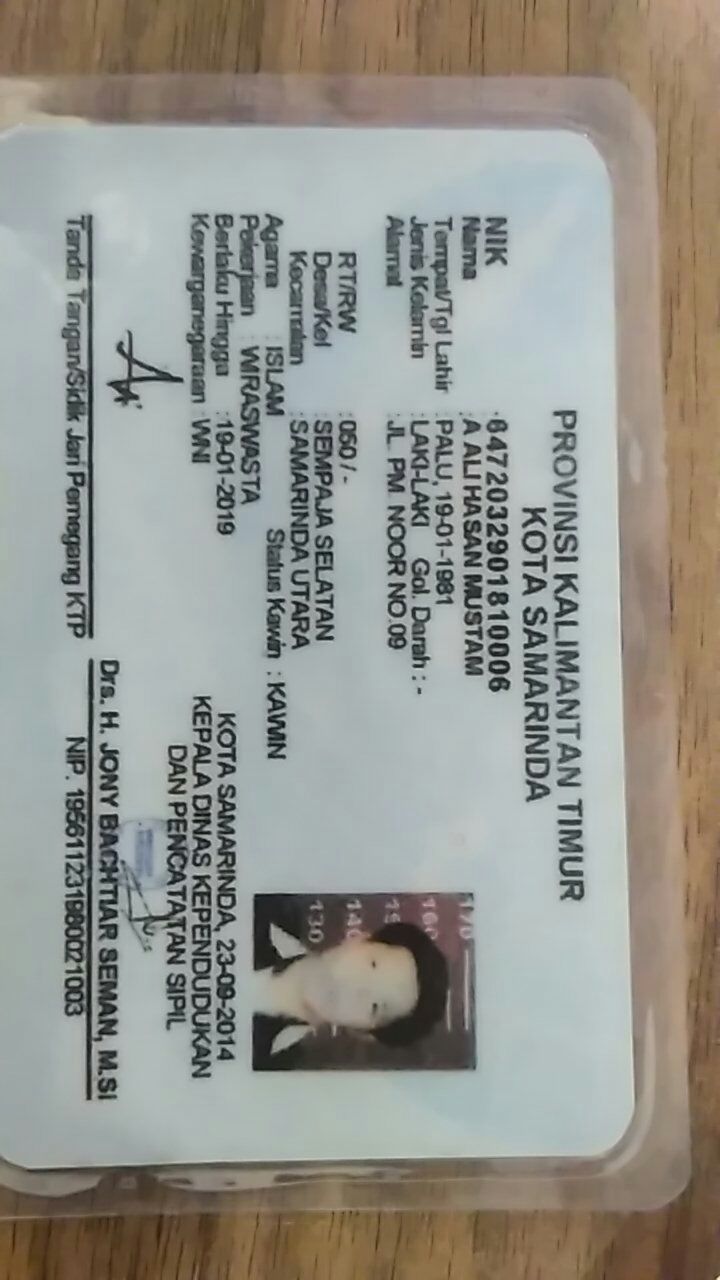 PROVINSI KALIMANTAN TIMUR
KOTA SAMARINDA
NIK : 6472032901810006
Nama : A ALI HASAN MUSTAM
Tempat/Tgl Lahir : PALU, 19-01-1981
Jenis Kelamin : LAKI-LAKI Gol. Darah : -
Alamat : JL. PM. NOOR NO.09
RT/RW : 050 / -
Desa/Kel : SEMPAJA SELATAN
Kecamatan : SAMARINDA UTARA
Agama : ISLAM Status Kawin : KAWIN
Pekerjaan : WIRASWASTA
Berlaku Hingga : 19-01-2019
Kewarganegaraan : WNI
170
160
15
140
130
KOTA SAMARINDA, 23-09-2014
KEPALA DINAS KEPENDUDUKAN
DAN PENCATATAN SIPIL
Drs. H. JONY BACHTIAR SEMAN, M.SI
NIP. 195611231980021003
Tanda Tangan/Sidik Jari Pemegang KTP